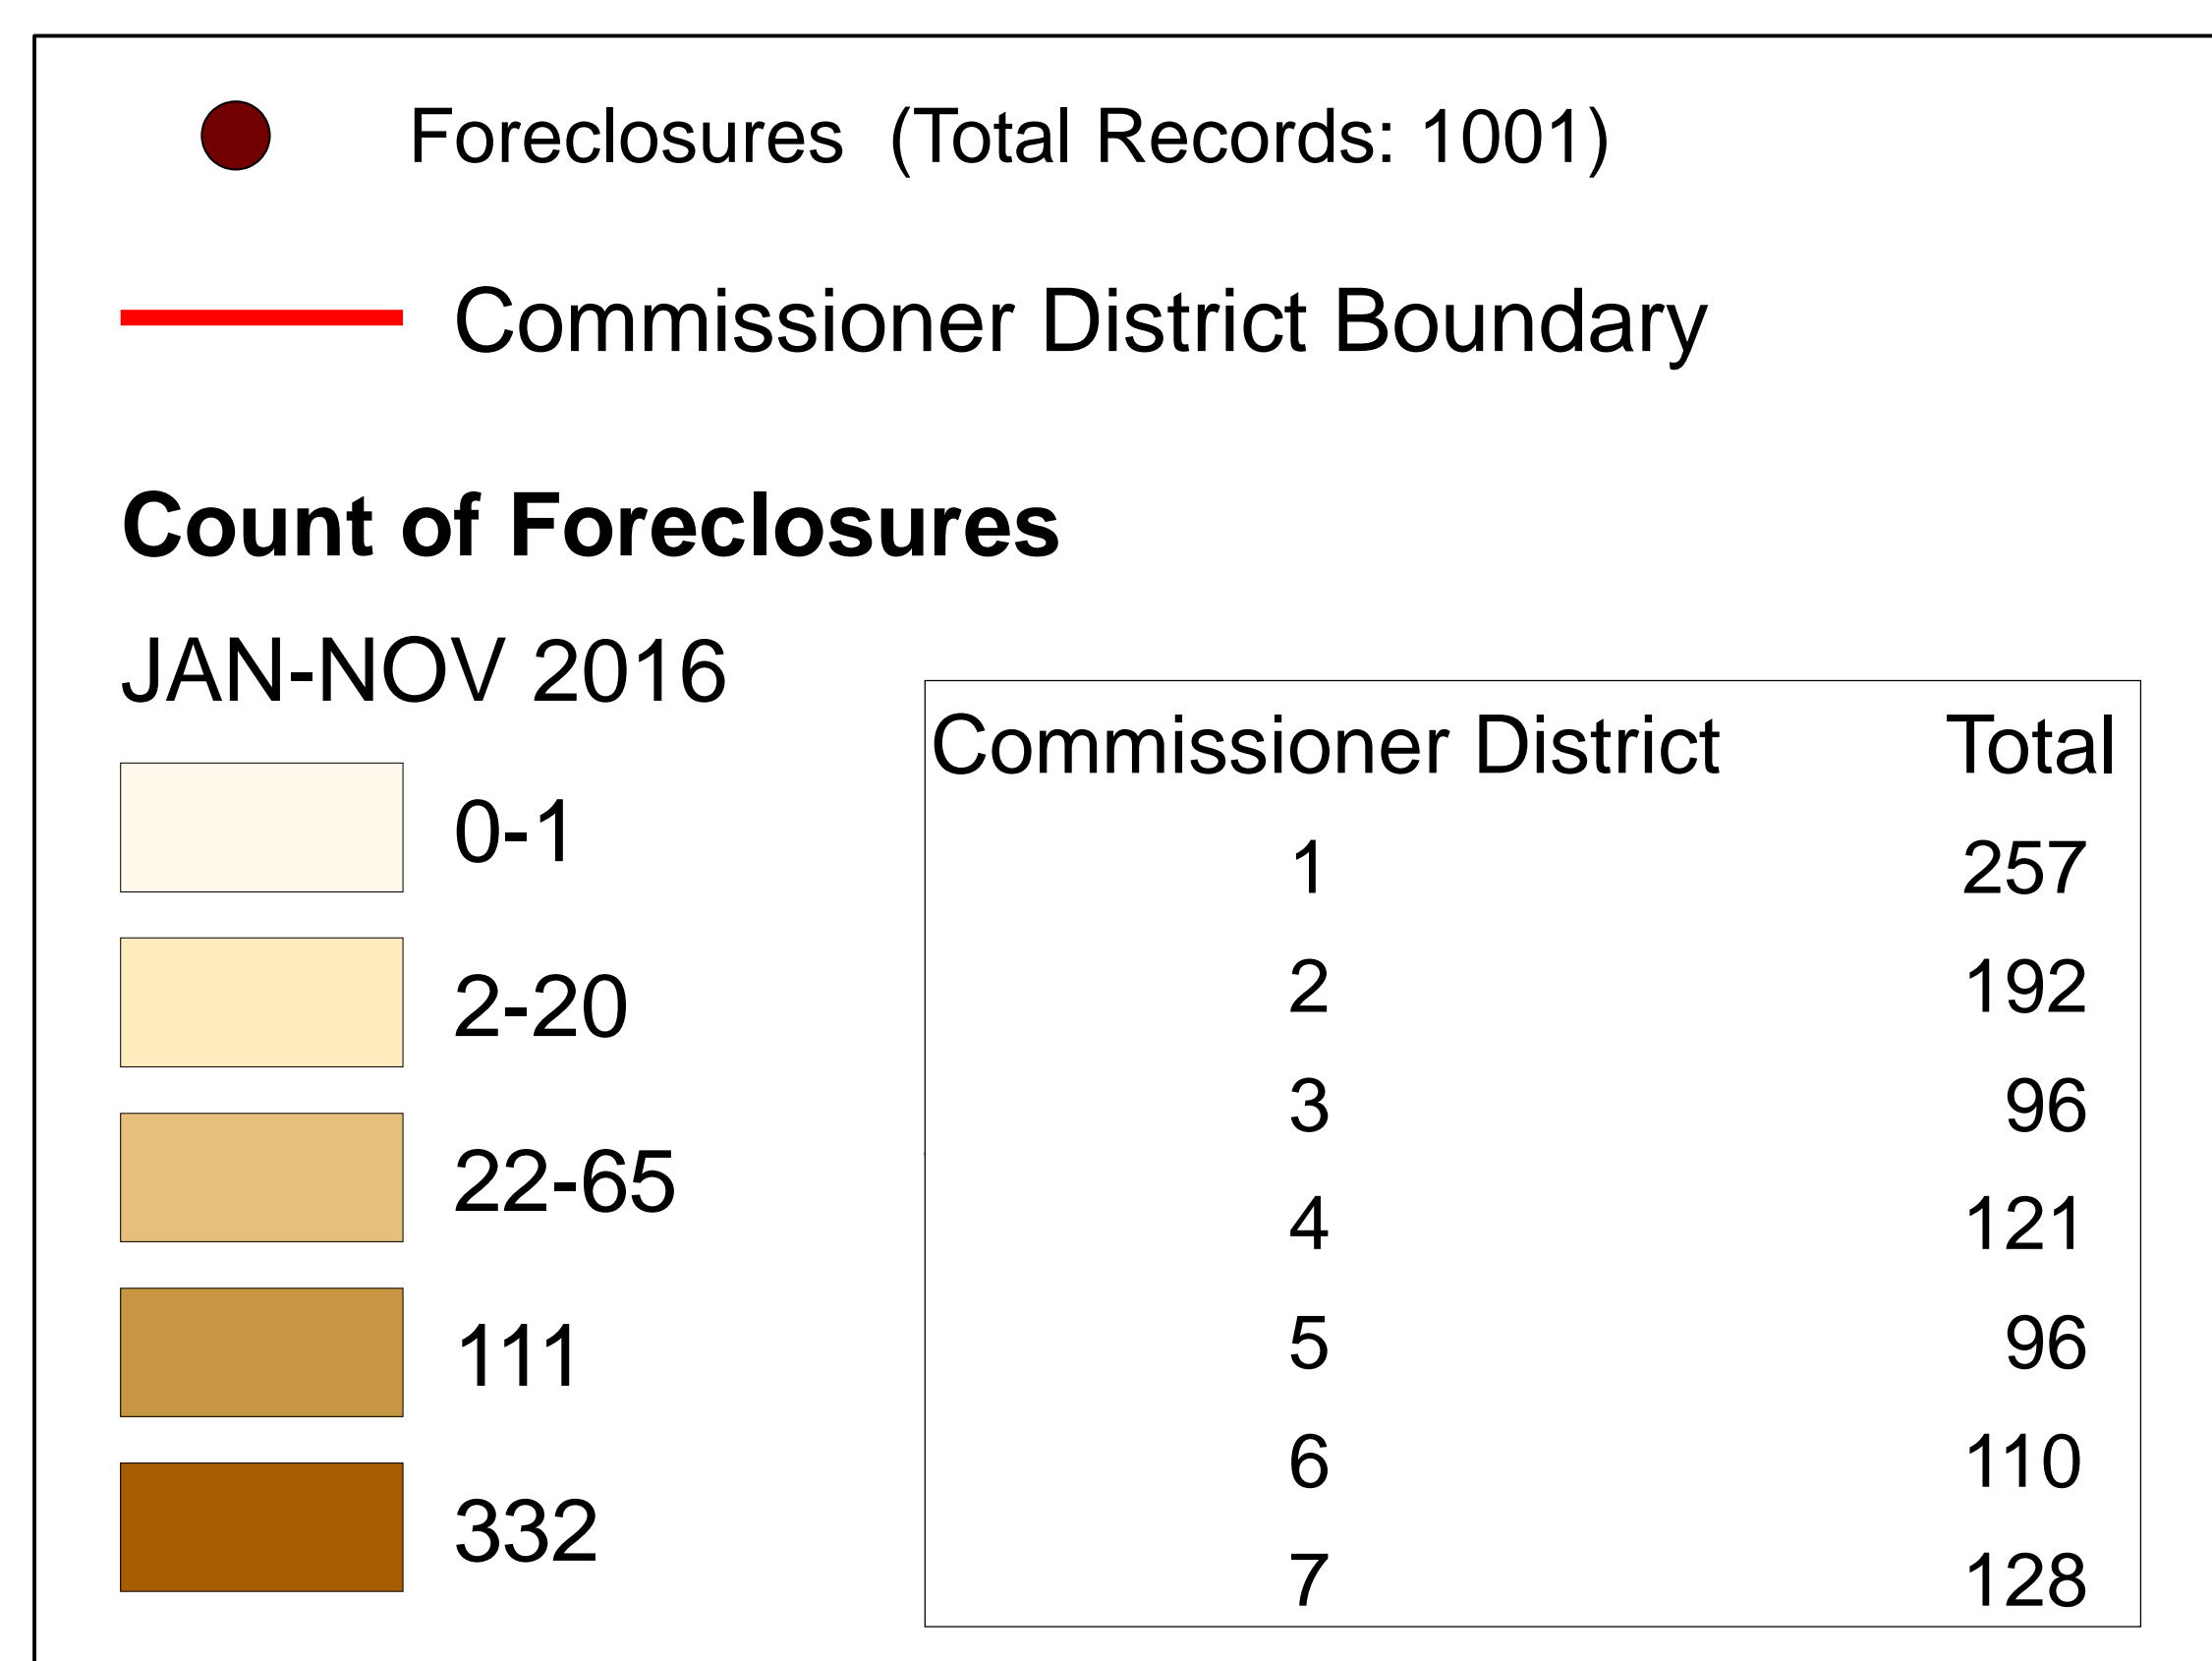 Foreclosures  (Total Records: 1001)
Commissioner District Boundary
Count of Foreclosures
JAN-NOV 2016
0-1
2-20
22-65
111
332
Commissioner District Total
1 257
2 192
3 96
4 121
5 96
6 110
7 128